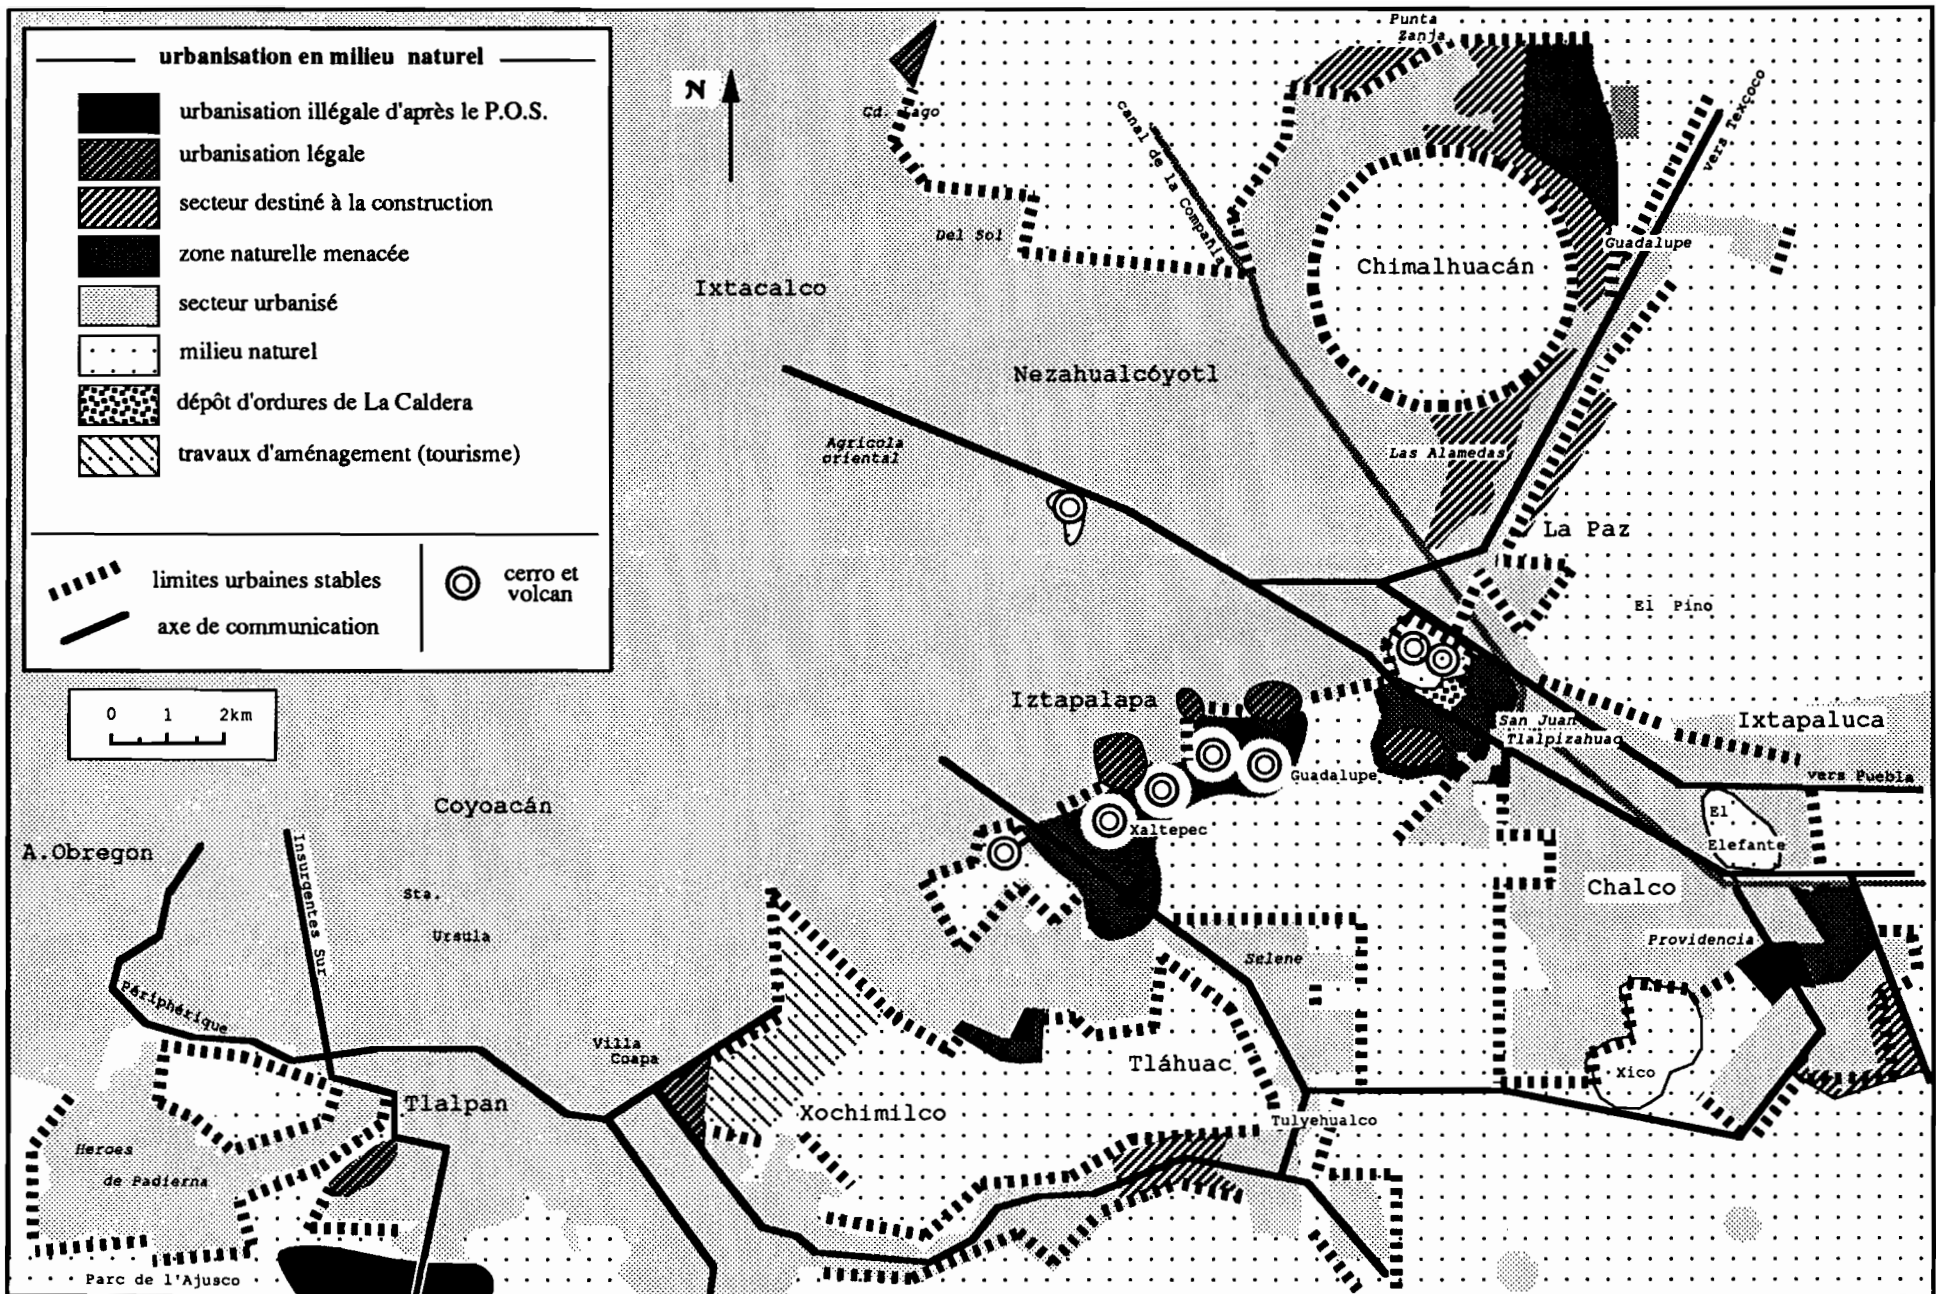 urbanisation en milieu naturel
urbanisation illégale d'après le P.O.S.
urbanisation légale
secteur destiné à la construction
zone naturelle menacée
secteur urbanisé
milieu naturel
dépôt d'ordures de La Caldera
travaux d'aménagement (tourisme)
limites urbaines stables
axe de communication
cerro et
volcan
0 1 2km
N
Punta
Zanja
Cd. Lago
canal de la Compañia
vers Texcoco
Del Sol
Guadalupe
Chimalhuacán
Ixtacalco
Nezahualcóyotl
Agricola
oriental
Las Alamedas
La Paz
El Pino
Iztapalapa
San Juan
Tlalpizahuac
Ixtapaluca
Guadalupe
vers Puebla
Coyoacán
El
Elefante
Xaltepec
A.Obregon
Insurgentes Sur
Chalco
Sta.
Ursula
Providencia
Selene
Périphérique
Villa
Coapa
Tláhuac
Xico
Tlalpan
Xochimilco
Tulyehualco
Heroes
de Padierna
Parc de l'Ajusco